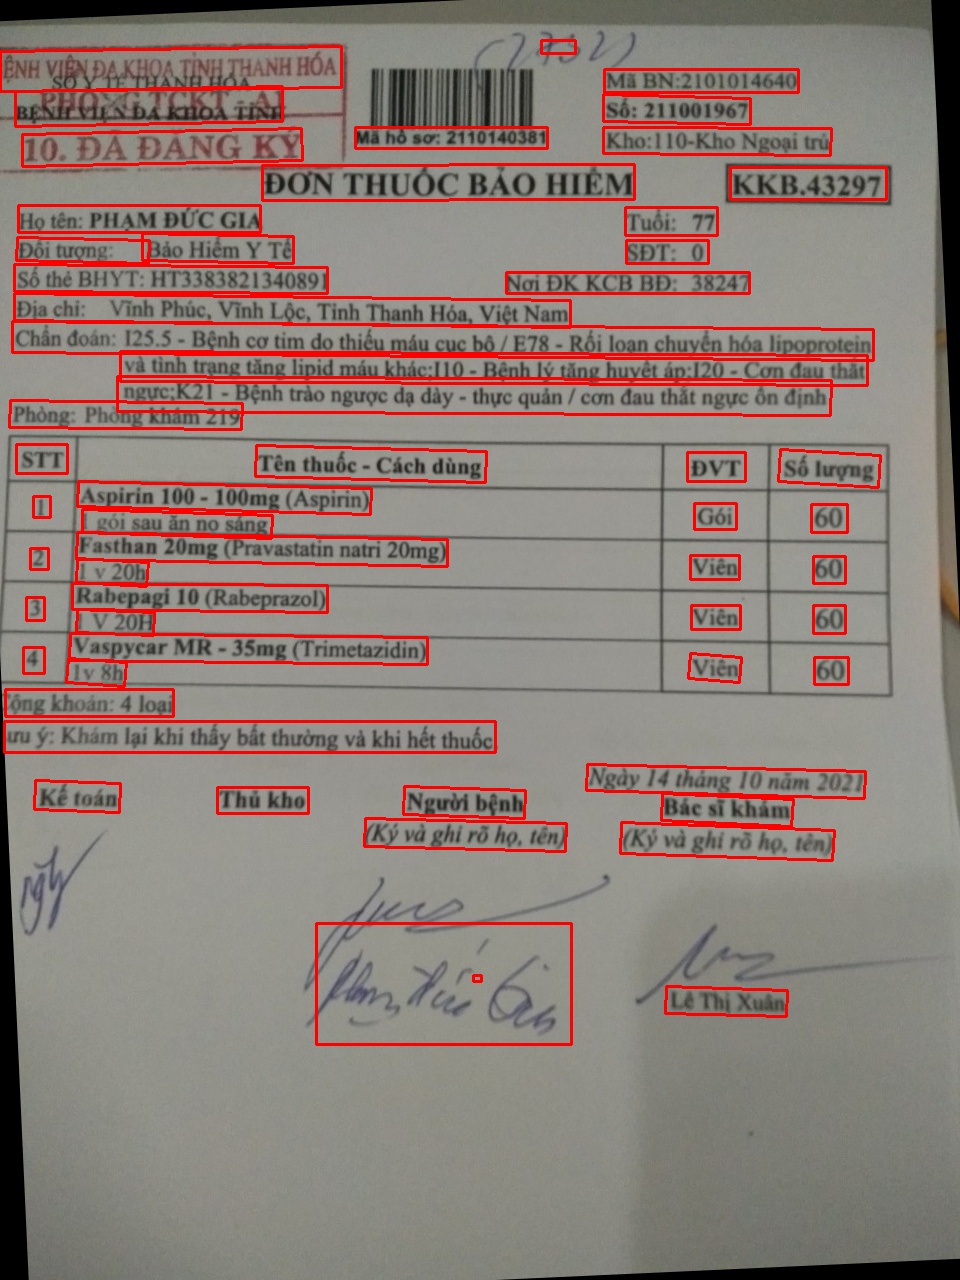 (2732)
BỆNH VIỆN ĐA KHOA TỈNH THANH HÓA
SỞ Y TẾ THANH HÓA
PHÒNG TCKT - A1
BỆNH VIỆN ĐA KHOA TỈNH
10. ĐÃ ĐĂNG KÝ
Mã hồ sơ: 2110140381
Mã BN:2101014640
Số: 211001967
Kho:110-Kho Ngoại trú
ĐƠN THUỐC BẢO HIỂM
KKB.43297
Họ tên: PHẠM ĐỨC GIA Tuổi: 77
Đối tượng: Bảo Hiểm Y Tế SĐT: 0
Số thẻ BHYT: HT3383821340891 Nơi ĐK KCB BĐ: 38247
Địa chỉ: Vĩnh Phúc, Vĩnh Lộc, Tỉnh Thanh Hóa, Việt Nam
Chẩn đoán: I25.5 - Bệnh cơ tim do thiếu máu cục bộ / E78 - Rối loạn chuyển hóa lipoprotein
và tình trạng tăng lipid máu khác;I10 - Bệnh lý tăng huyết áp;I20 - Cơn đau thắt
ngực;K21 - Bệnh trào ngược dạ dày - thực quản / cơn đau thắt ngực ổn định
Phòng: Phòng khám 219
STT Tên thuốc - Cách dùng ĐVT Số lượng
1 Aspirin 100 - 100mg (Aspirin) Gói 60
1 gói sau ăn no sáng
2 Fasthan 20mg (Pravastatin natri 20mg) Viên 60
1 v 20h
3 Rabepagi 10 (Rabeprazol) Viên 60
1 V 20H
4 Vaspycar MR - 35mg (Trimetazidin) Viên 60
1v 8h
Cộng khoản: 4 loại
Lưu ý: Khám lại khi thấy bất thường và khi hết thuốc
Ngày 14 tháng 10 năm 2021
Kế toán Thủ kho Người bệnh Bác sĩ khám
(Ký và ghi rõ họ, tên) (Ký và ghi rõ họ, tên)
Phạm Đức Gia
Lê Thị Xuân